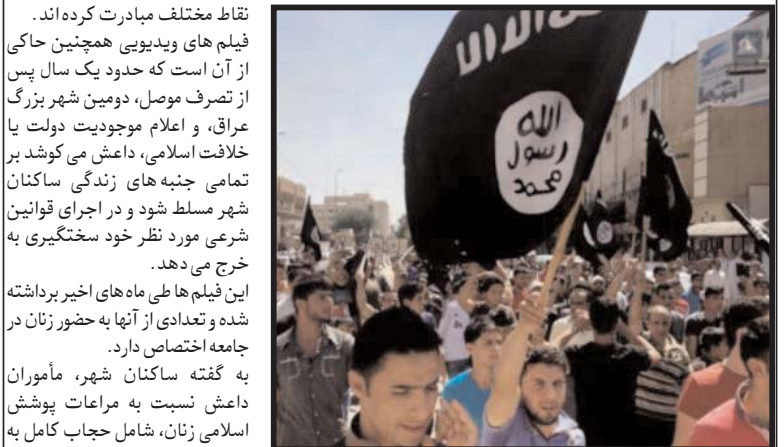 نقاط مختلف مبادرت کرده اند.
فیلم های ویدیویی همچنین حاکی
از آن است که حدود یک سال پس
از تصرف موصل، دومین شهر بزرگ
عراق، و اعلام موجودیت دولت یا
خلافت اسلامی، داعش می کوشد بر
تمامی جنبه های زندگی ساکنان
شهر مسلط شود و در اجرای قوانین
شرعی مورد نظر خود سختگیری به
خرج می دهد.
این فیلم ها طی ماه های اخیر برداشته
شده و تعدادی از آنها به حضور زنان در
جامعه اختصاص دارد.
به گفته ساکنان شهر، مأموران
داعش نسبت به مراعات پوشش
اسلامی زنان، شامل حجاب کامل به
الله
رسول
محمد